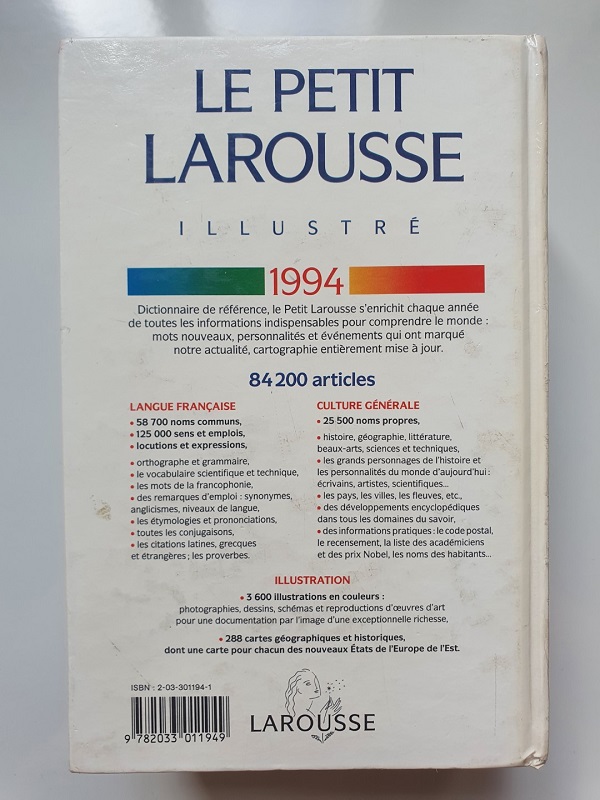 LE PETIT
LAROUSSE
ILLUSTRÉ
1994
Dictionnaire de référence, le Petit Larousse s'enrichit chaque année
de toutes les informations indispensables pour comprendre le monde :
mots nouveaux, personnalités et événements qui ont marqué
notre actualité, cartographie entièrement mise à jour.
84 200 articles
LANGUE FRANÇAISE
• 58 700 noms communs,
• 125 000 sens et emplois,
• locutions et expressions,
• orthographe et grammaire,
• le vocabulaire scientifique et technique,
• les mots de la francophonie,
• des remarques d'emploi : synonymes,
anglicismes, niveaux de langue,
• les étymologies et prononciations,
• toutes les conjugaisons,
• les citations latines, grecques
et étrangères ; les proverbes.
CULTURE GÉNÉRALE
• 25 500 noms propres,
• histoire, géographie, littérature,
beaux-arts, sciences et techniques,
• les grands personnages de l'histoire et
les personnalités du monde d'aujourd'hui :
écrivains, artistes, scientifiques...
• les pays, les villes, les fleuves, etc.,
• des développements encyclopédiques
dans tous les domaines du savoir,
• des informations pratiques : le code postal,
le recensement, la liste des académiciens
et des prix Nobel, les noms des habitants...
ILLUSTRATION
• 3 600 illustrations en couleurs :
photographies, dessins, schémas et reproductions d'œuvres d'art
pour une documentation par l'image d'une exceptionnelle richesse,
• 288 cartes géographiques et historiques,
dont une carte pour chacun des nouveaux États de l'Europe de l'Est.
ISBN : 2-03-301194-1
9 782033 011949
LAROUSSE